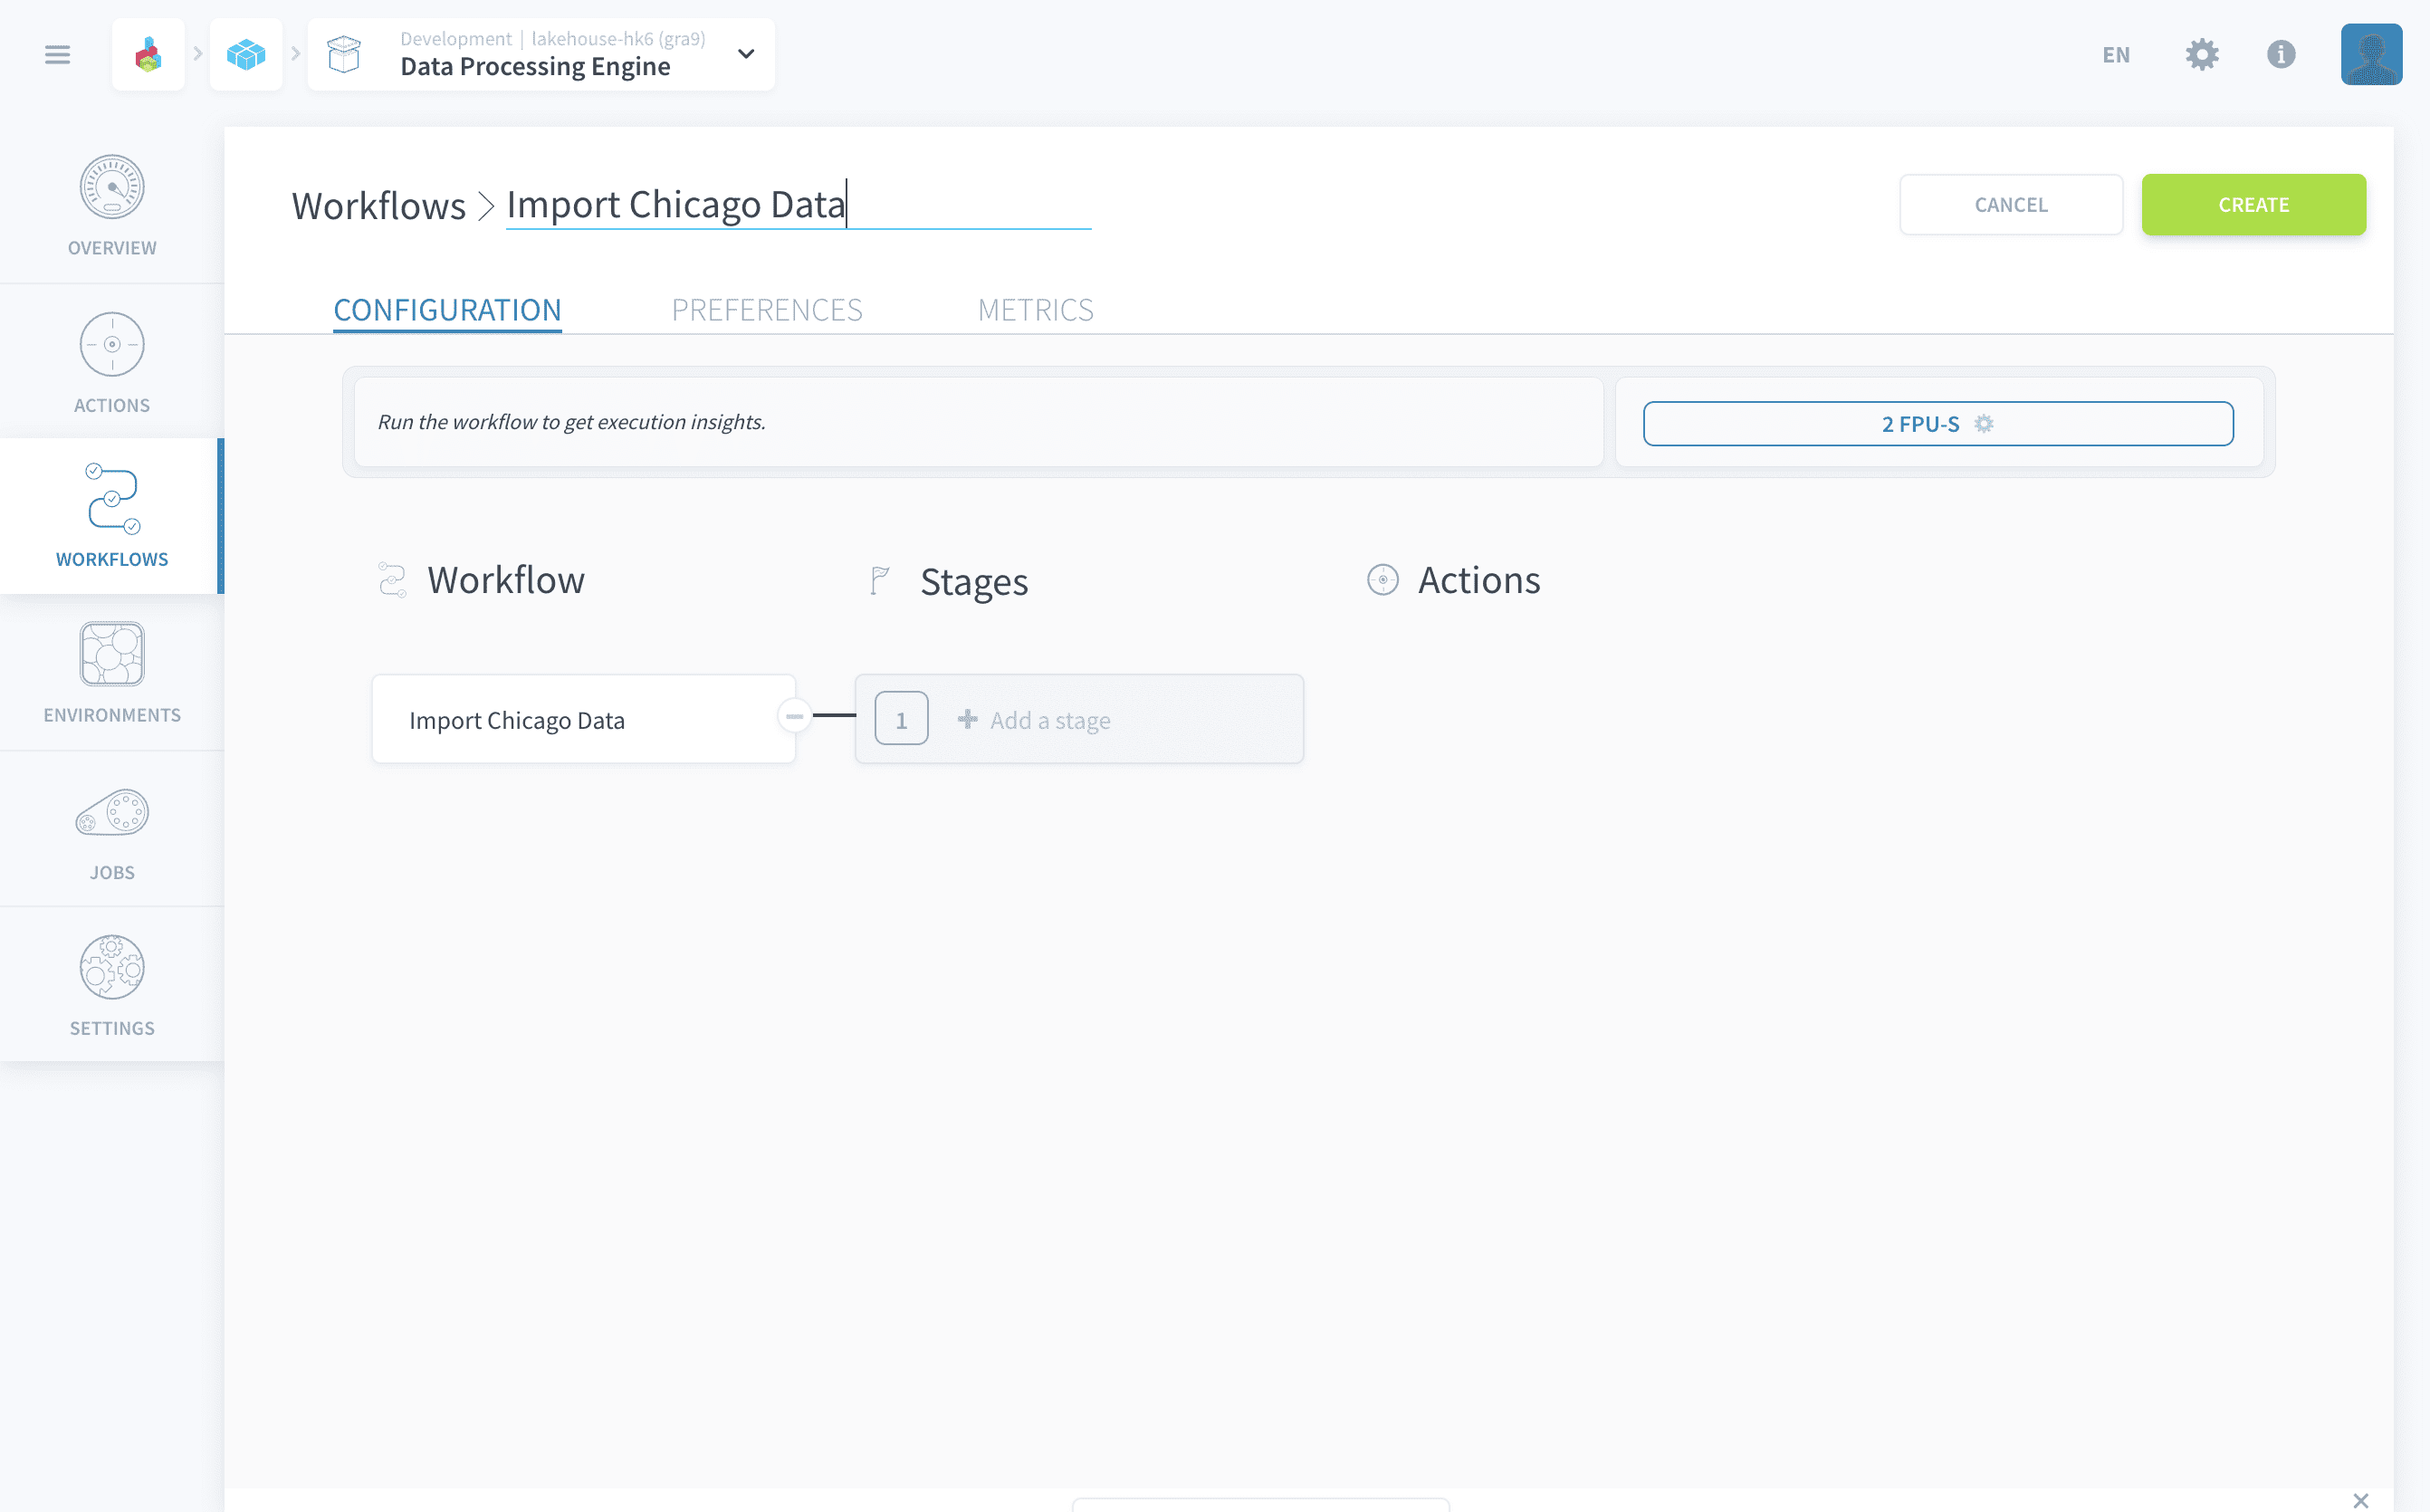 Development | lakehouse-hk6 (gra9)
Data Processing Engine
EN
OVERVIEW
ACTIONS
WORKFLOWS
ENVIRONMENTS
JOBS
SETTINGS
Workflows > Import Chicago Data
CANCEL
CREATE
CONFIGURATION
PREFERENCES
METRICS
Run the workflow to get execution insights.
2 FPU-S
Workflow
Stages
Actions
Import Chicago Data
1
Add a stage